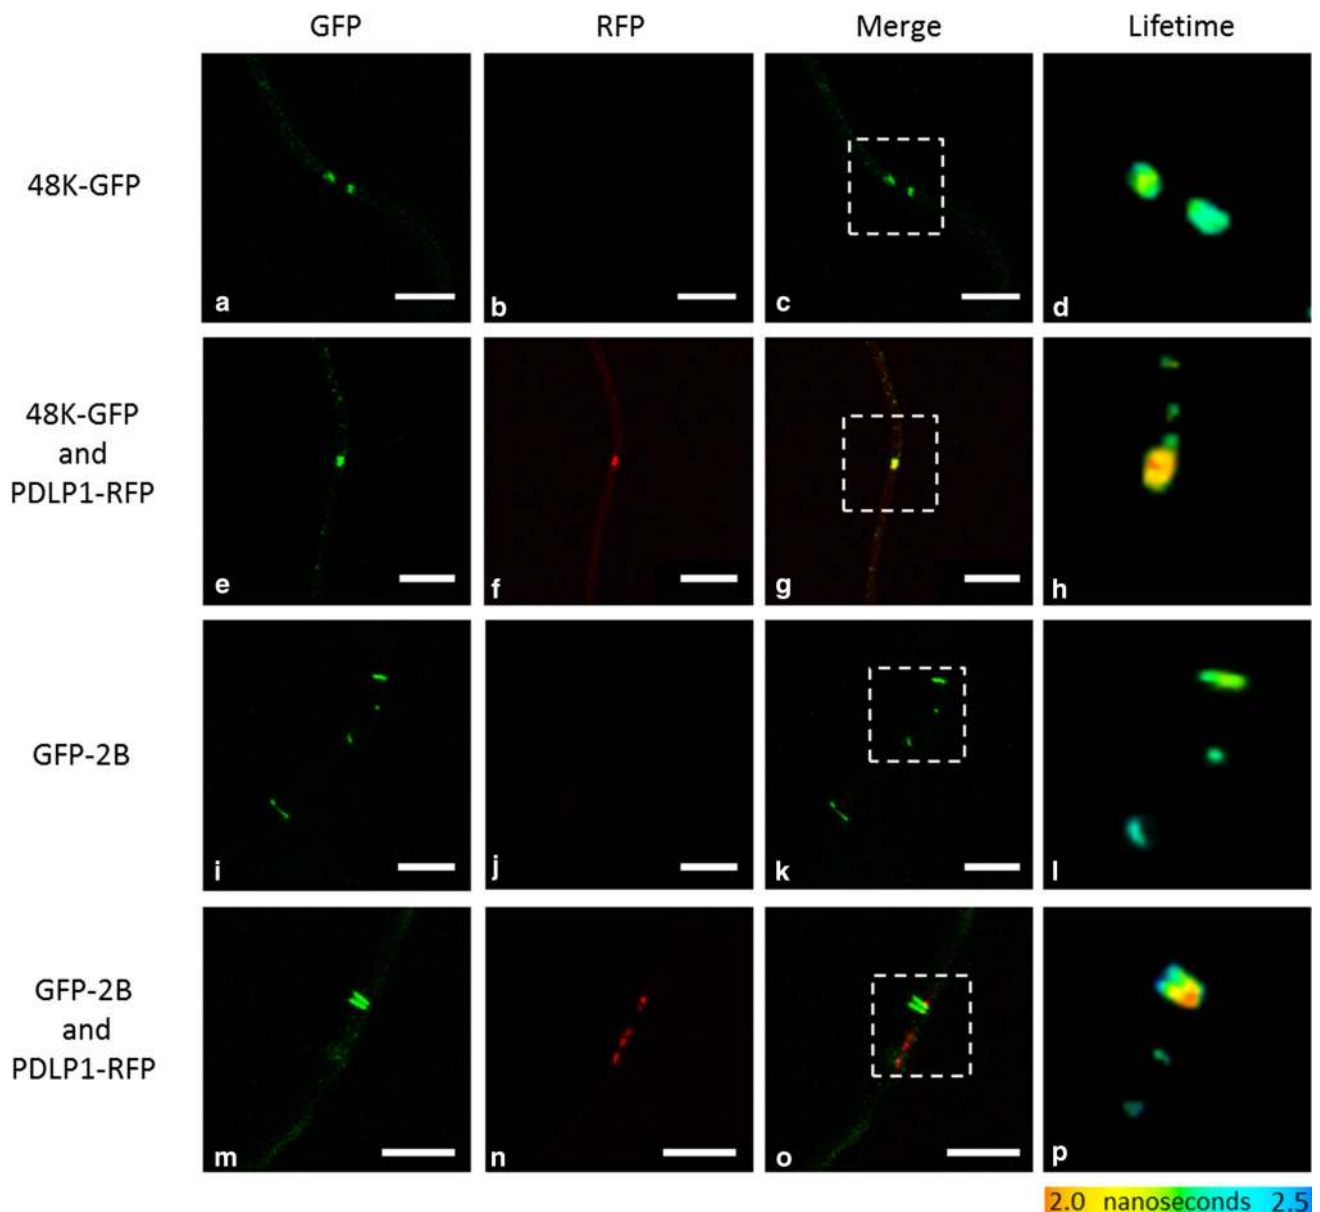 GFP RFP Merge Lifetime
48K-GFP
a b c d
48K-GFP
and
PDLP1-RFP
e f g h
GFP-2B
i j k l
GFP-2B
and
PDLP1-RFP
m n o p
2.0 nanoseconds 2.5